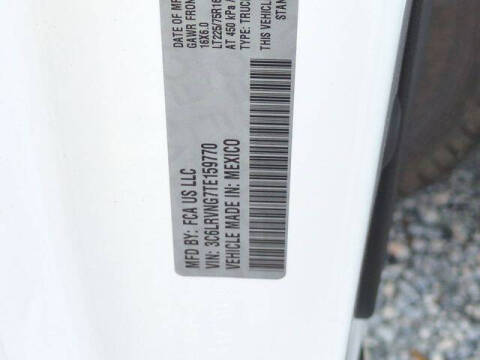 MFD BY: FCA US LLC
DATE OF MF
GAWR FRON
16X6.0
LT225/75R16
AT 450 kPa /
TYPE: TRUC
VIN: 3C6LRVNG7TE159770
THIS VEHICLE
STAN
VEHICLE MADE IN: MEXICO